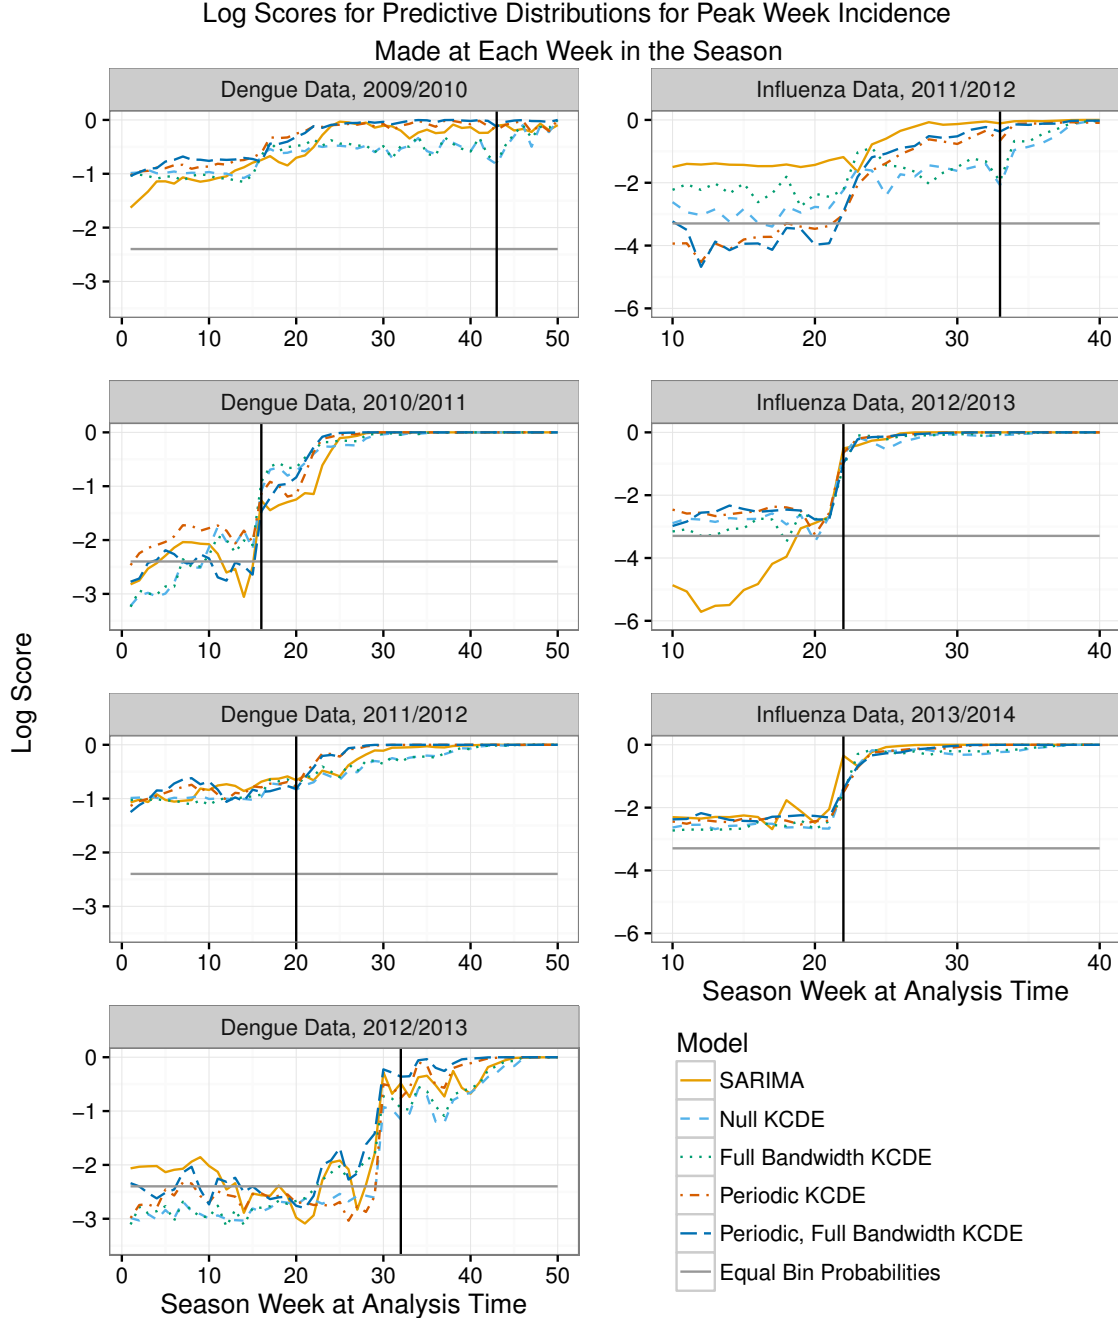 Log Scores for Predictive Distributions for Peak Week Incidence
Made at Each Week in the Season
Dengue Data, 2009/2010
0
−1
−2
−3
0 10 20 30 40 50
Influenza Data, 2011/2012
0
−2
−4
−6
10 20 30 40
Dengue Data, 2010/2011
0
−1
−2
−3
0 10 20 30 40 50
Influenza Data, 2012/2013
0
−2
−4
−6
10 20 30 40
Log Score
Dengue Data, 2011/2012
0
−1
−2
−3
0 10 20 30 40 50
Influenza Data, 2013/2014
0
−2
−4
−6
10 20 30 40
Season Week at Analysis Time
Dengue Data, 2012/2013
0
−1
−2
−3
0 10 20 30 40 50
Season Week at Analysis Time
Model
SARIMA
Null KCDE
Full Bandwidth KCDE
Periodic KCDE
Periodic, Full Bandwidth KCDE
Equal Bin Probabilities